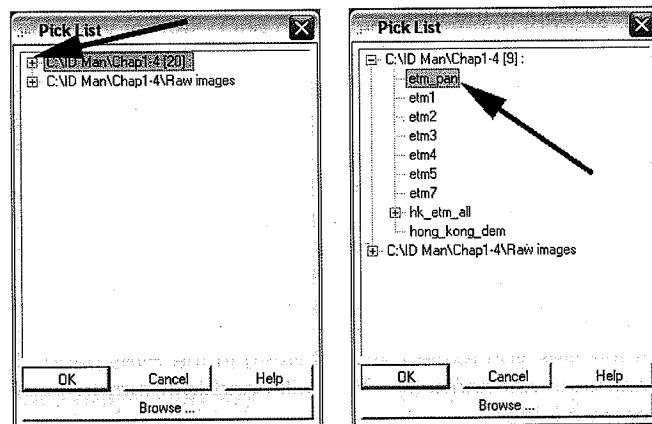 Pick List
C:\ID Man\Chap1-4 [20]
C:\ID Man\Chap1-4\Raw images
OK Cancel Help
Browse ...
Pick List
C:\ID Man\Chap1-4 [9] :
etm_pan
etm1
etm2
etm3
etm4
etm5
etm7
hk_etm_all
hong_kong_dem
C:\ID Man\Chap1-4\Raw images
OK Cancel Help
Browse ...